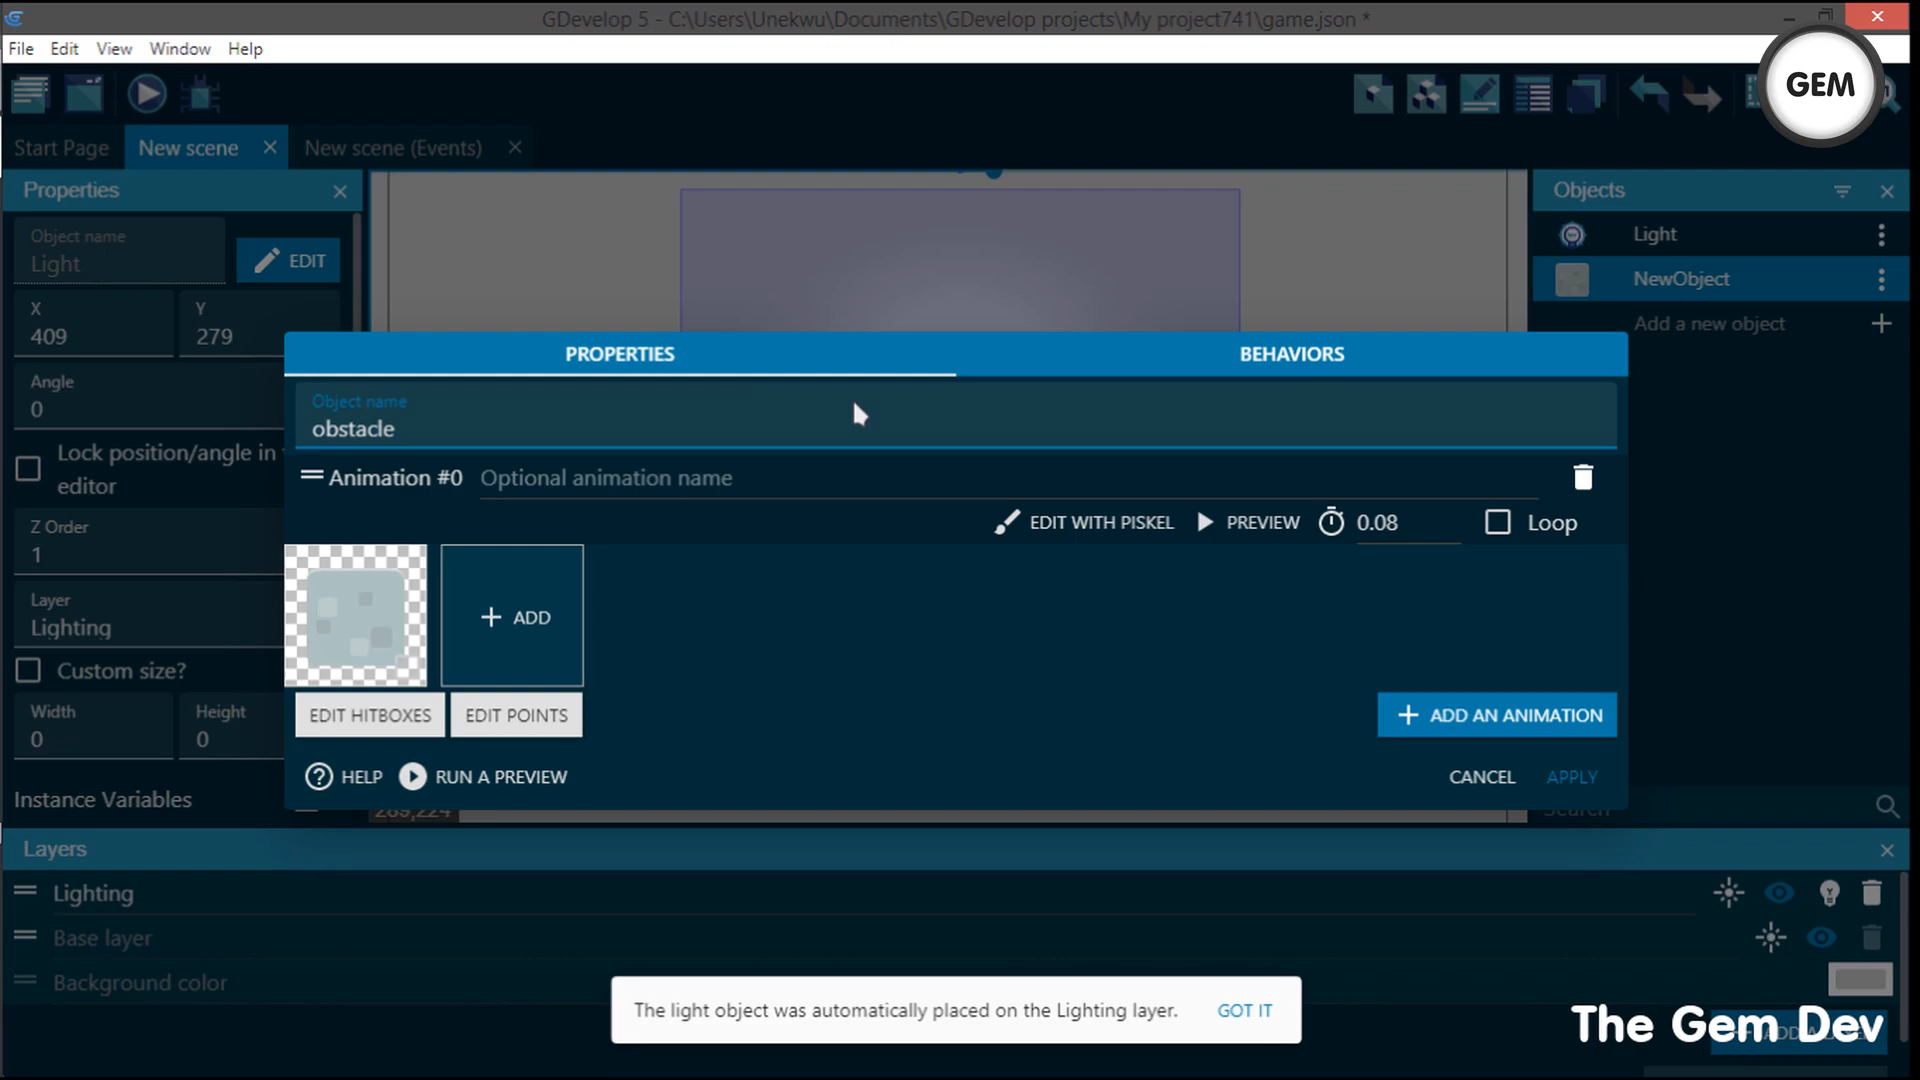 GDevelop 5 - C:\Users\Unekwu\Documents\GDevelop projects\My project741\game.json *
File Edit View Window Help
GEM
Start Page New scene New scene (Events)
Properties Objects
Object name
Light EDIT
Light
NewObject
Add a new object
X Y
409 279
Angle
0
Lock position/angle in
editor
Z Order
1
Layer
Lighting
Custom size?
Width Height
0 0
Instance Variables
PROPERTIES BEHAVIORS
Object name
obstacle
Animation #0 Optional animation name
EDIT WITH PISKEL PREVIEW 0.08 Loop
ADD
EDIT HITBOXES EDIT POINTS ADD AN ANIMATION
HELP RUN A PREVIEW CANCEL APPLY
289,224 Search
Layers
Lighting
Base layer
Background color
The light object was automatically placed on the Lighting layer. GOT IT
The Gem Dev